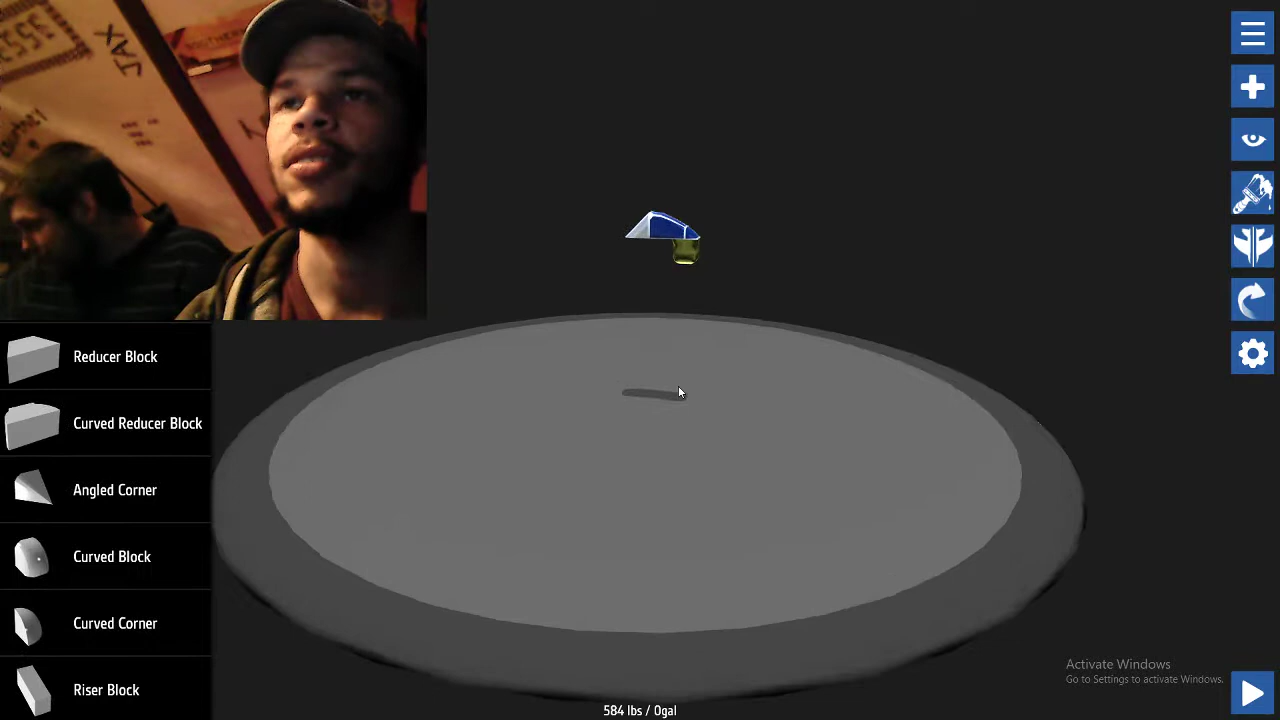 JAX
Reducer Block
Curved Reducer Block
Angled Corner
Curved Block
Curved Corner
Riser Block
Activate Windows
Go to Settings to activate Windows.
584 lbs / 0gal